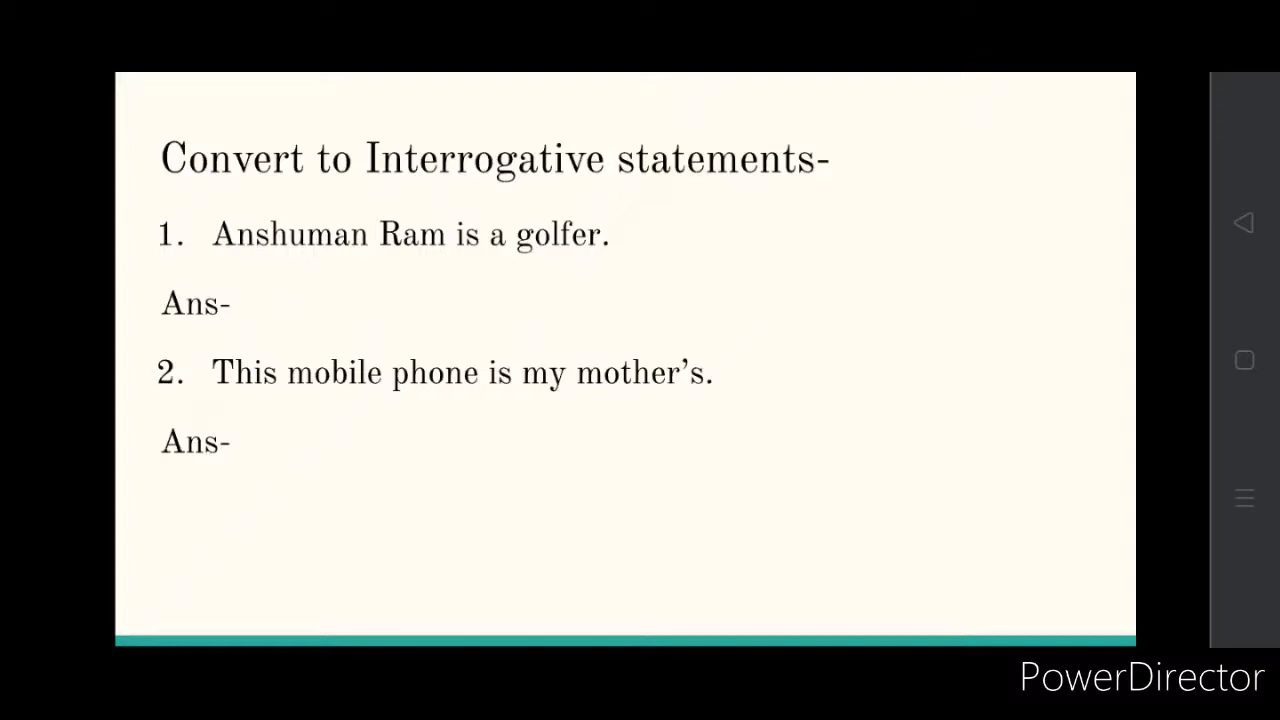 Convert to Interrogative statements-
1. Anshuman Ram is a golfer.
Ans-
2. This mobile phone is my mother’s.
Ans-
PowerDirector